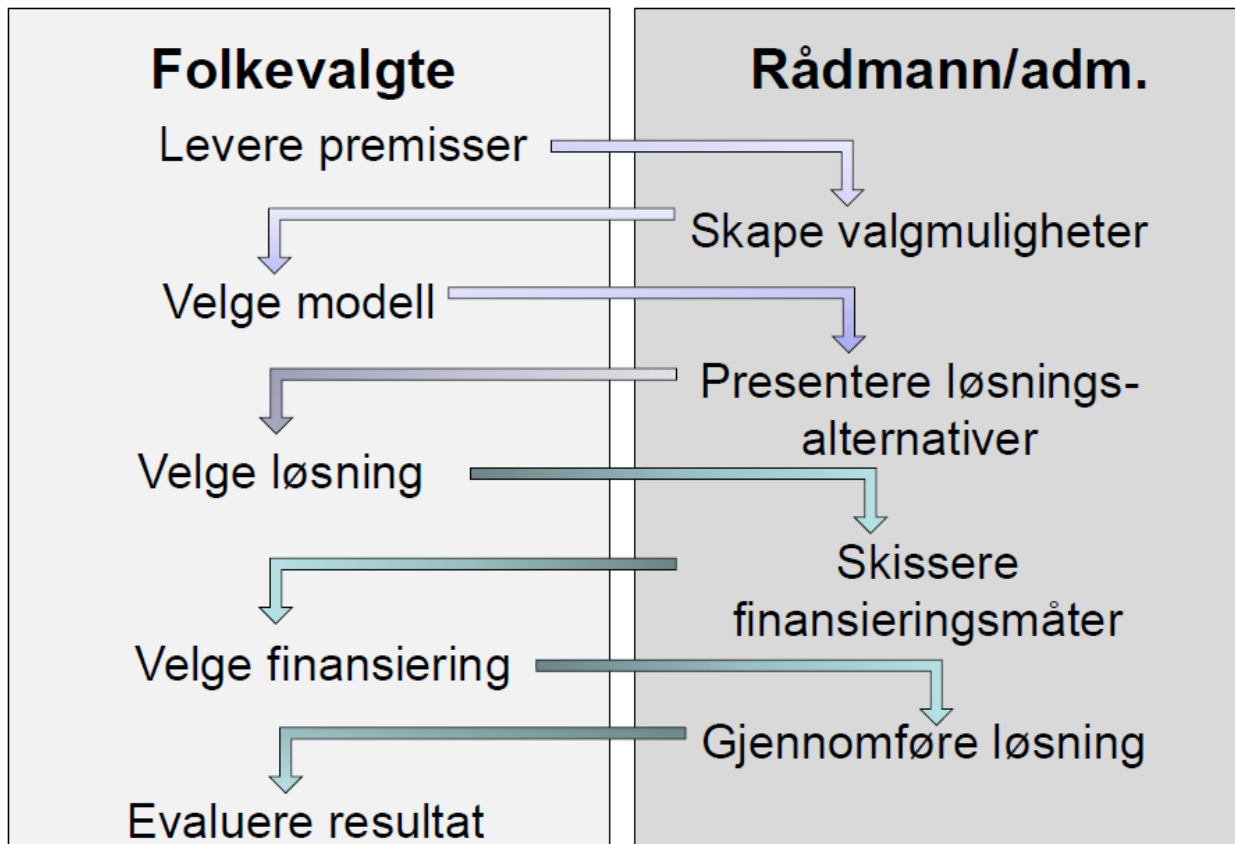 Folkevalgte
Rådmann/adm.
Levere premisser
Skape valgmuligheter
Velge modell
Presentere løsnings-
alternativer
Velge løsning
Skissere
finansieringsmåter
Velge finansiering
Gjennomføre løsning
Evaluere resultat